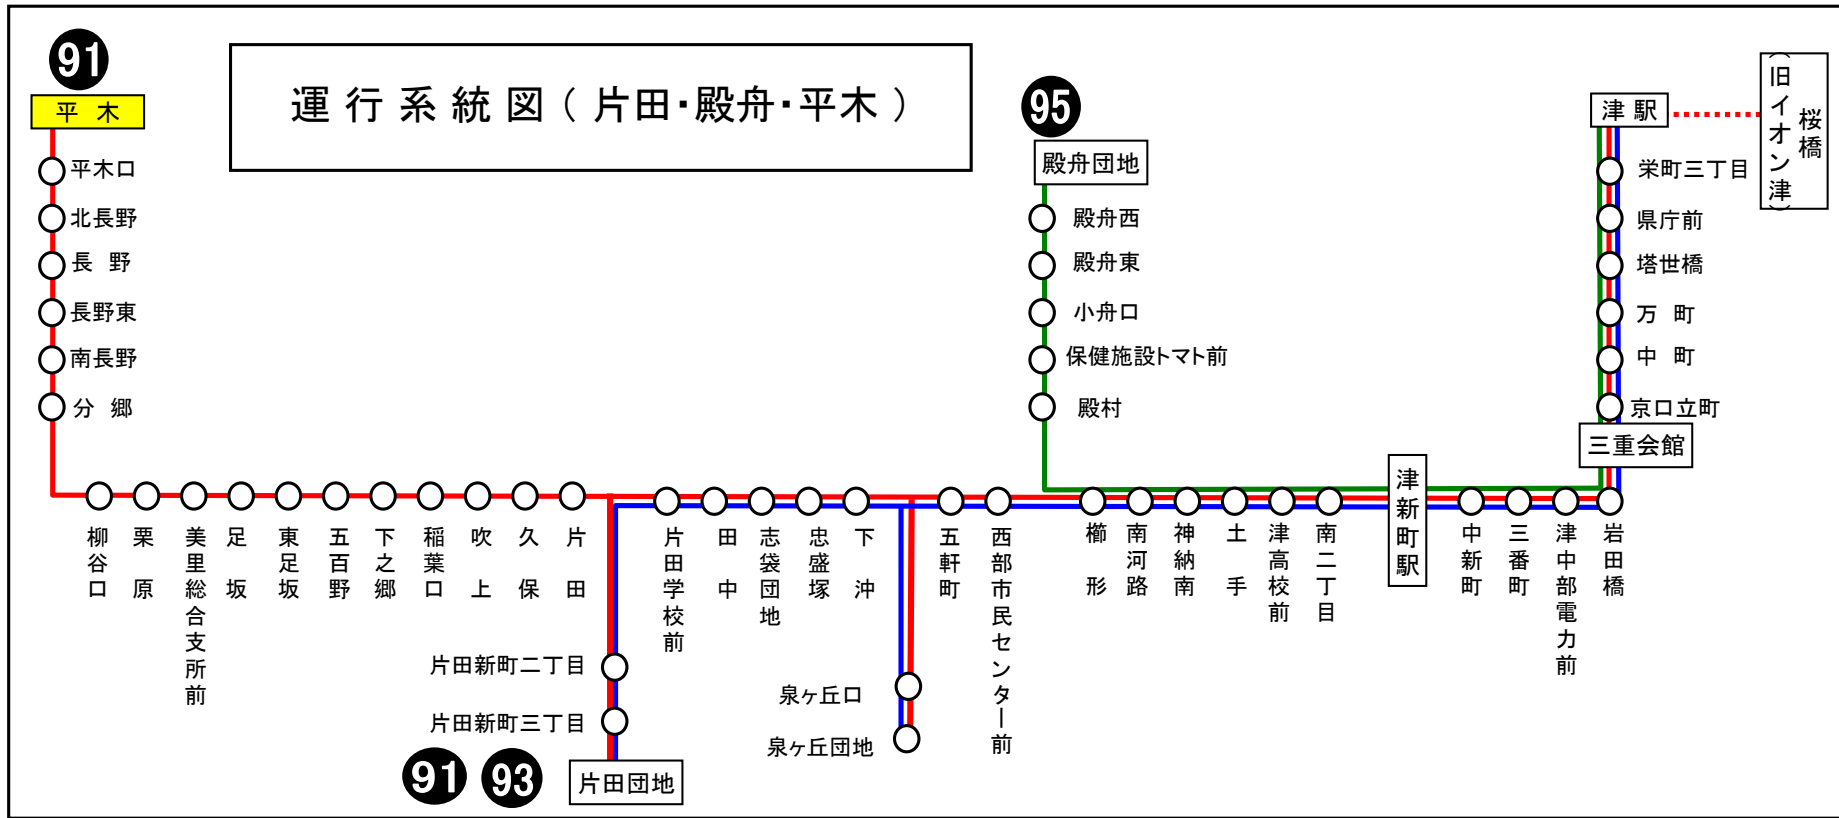 運行系統図(片田・殿舟・平木)
91
平木
平木口
北長野
長野
長野東
南長野
分郷
柳谷口
栗原
美里総合支所前
足坂
東足坂
五百野
下之郷
稲葉口
吹上
久保
片田
片田学校前
田中
志袋団地
忠盛塚
下沖
五軒町
西部市民センター前
櫛形
南河路
神納南
土手
津高校前
南二丁目
津新町駅
中新町
三番町
津中部電力前
岩田橋
片田新町二丁目
片田新町三丁目
91
93
片田団地
泉ヶ丘口
泉ヶ丘団地
95
殿舟団地
殿舟西
殿舟東
小舟口
保健施設トマト前
殿村
津駅
栄町三丁目
県庁前
塔世橋
万町
中町
京口立町
三重会館
桜橋
(旧イオン津)